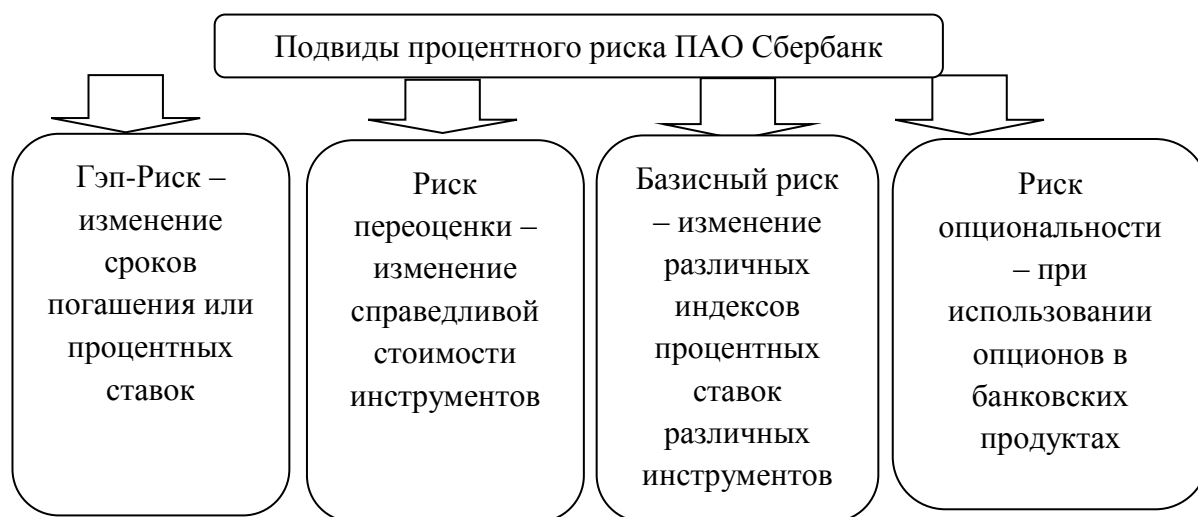 Подвиды процентного риска ПАО Сбербанк
Гэп-Риск –
изменение
сроков
погашения или
процентных
ставок
Риск
переоценки –
изменение
справедливой
стоимости
инструментов
Базисный риск
– изменение
различных
индексов
процентных
ставок
различных
инструментов
Риск
опциональности
– при
использовании
опционов в
банковских
продуктах